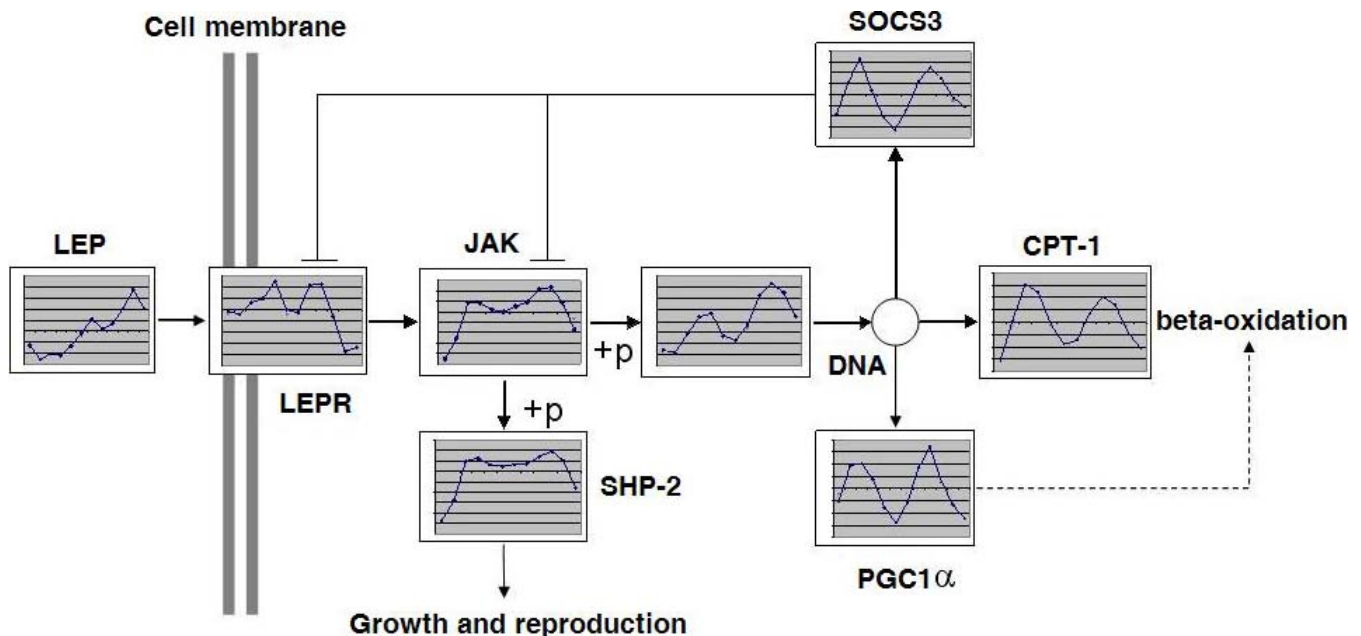 SOCS3
Cell membrane
LEP
JAK
CPT-1
beta-oxidation
+p
DNA
LEPR
+p
SHP-2
PGC1α
Growth and reproduction